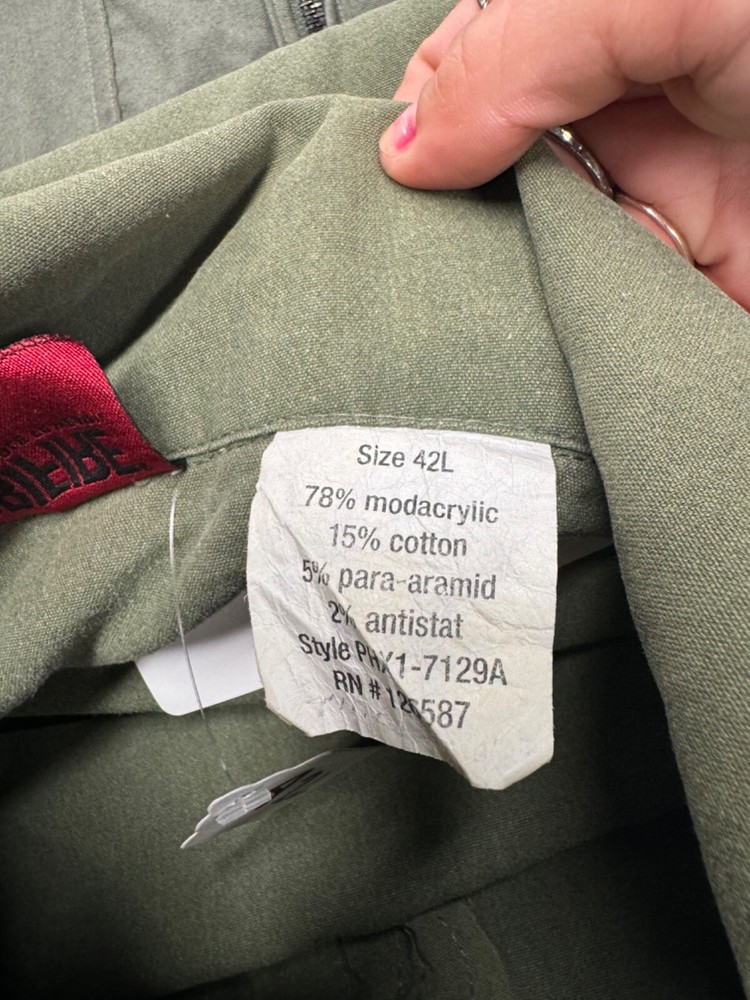 Size 42L
78% modacrylic
15% cotton
5% para-aramid
2% antistat
Style PHX1-7129A
RN #